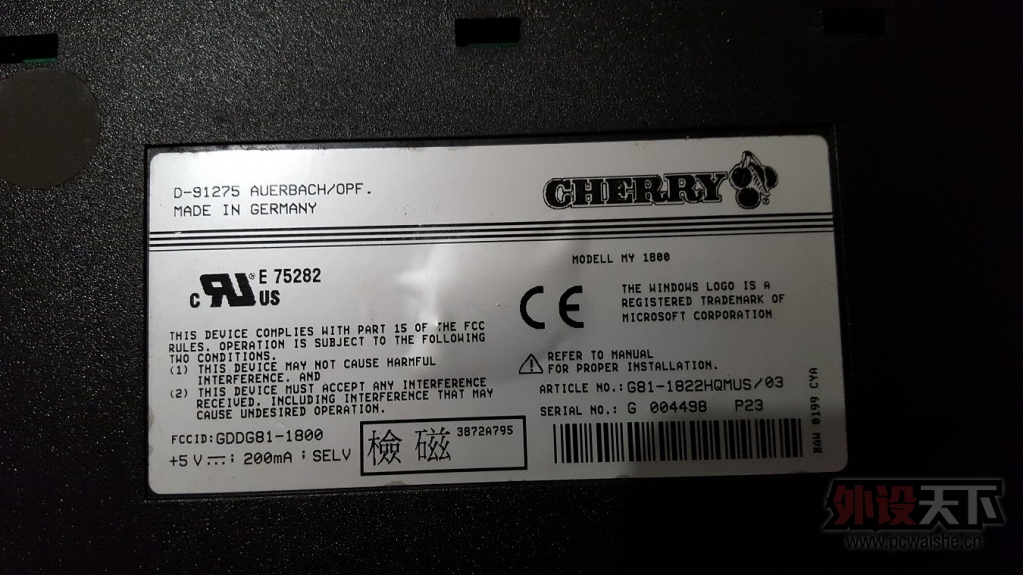 D-91275 AUERBACH/OPF.
MADE IN GERMANY
CHERRY
®
MODELL MY 1800
c RU ® US E 75282
CE
THE WINDOWS LOGO IS A
REGISTERED TRADEMARK OF
MICROSOFT CORPORATION
THIS DEVICE COMPLIES WITH PART 15 OF THE FCC
RULES. OPERATION IS SUBJECT TO THE FOLLOWING
TWO CONDITIONS.
(1) THIS DEVICE MAY NOT CAUSE HARMFUL
INTERFERENCE. AND
(2) THIS DEVICE MUST ACCEPT ANY INTERFERENCE
RECEIVED. INCLUDING INTERFERENCE THAT MAY
CAUSE UNDESIRED OPERATION.
REFER TO MANUAL
FOR PROPER INSTALLATION.
ARTICLE NO.: G81-1822HQMUS/03
SERIAL NO.: G 004498 P23
FCCID: GDDG81-1800
+5 V⎓; 200mA ; SELV
檢 磁 3872A795
BAW 0199 CYA
外设天下
www.pcwaishe.cn